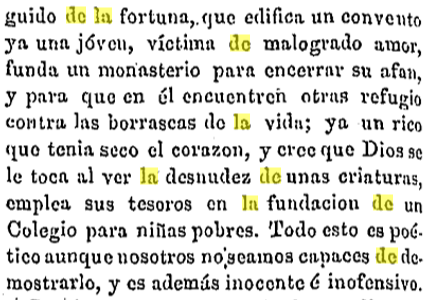 guido de la fortuna, que edifica un convento
ya una jóven, víctima de malogrado amor,
funda un monasterio para encerrar su afan,
y para que en él encuentren otras refugio
contra las borrascas de la vida; ya un rico
que tenia seco el corazon, y cree que Dios se
le toca al ver la desnudez de unas criaturas,
emplea sus tesoros en la fundacion de un
Colegio para niñas pobres. Todo esto es poé-
tico aunque nosotros no seamos capaces de de-
mostrarlo, y es además inocente é inofensivo.